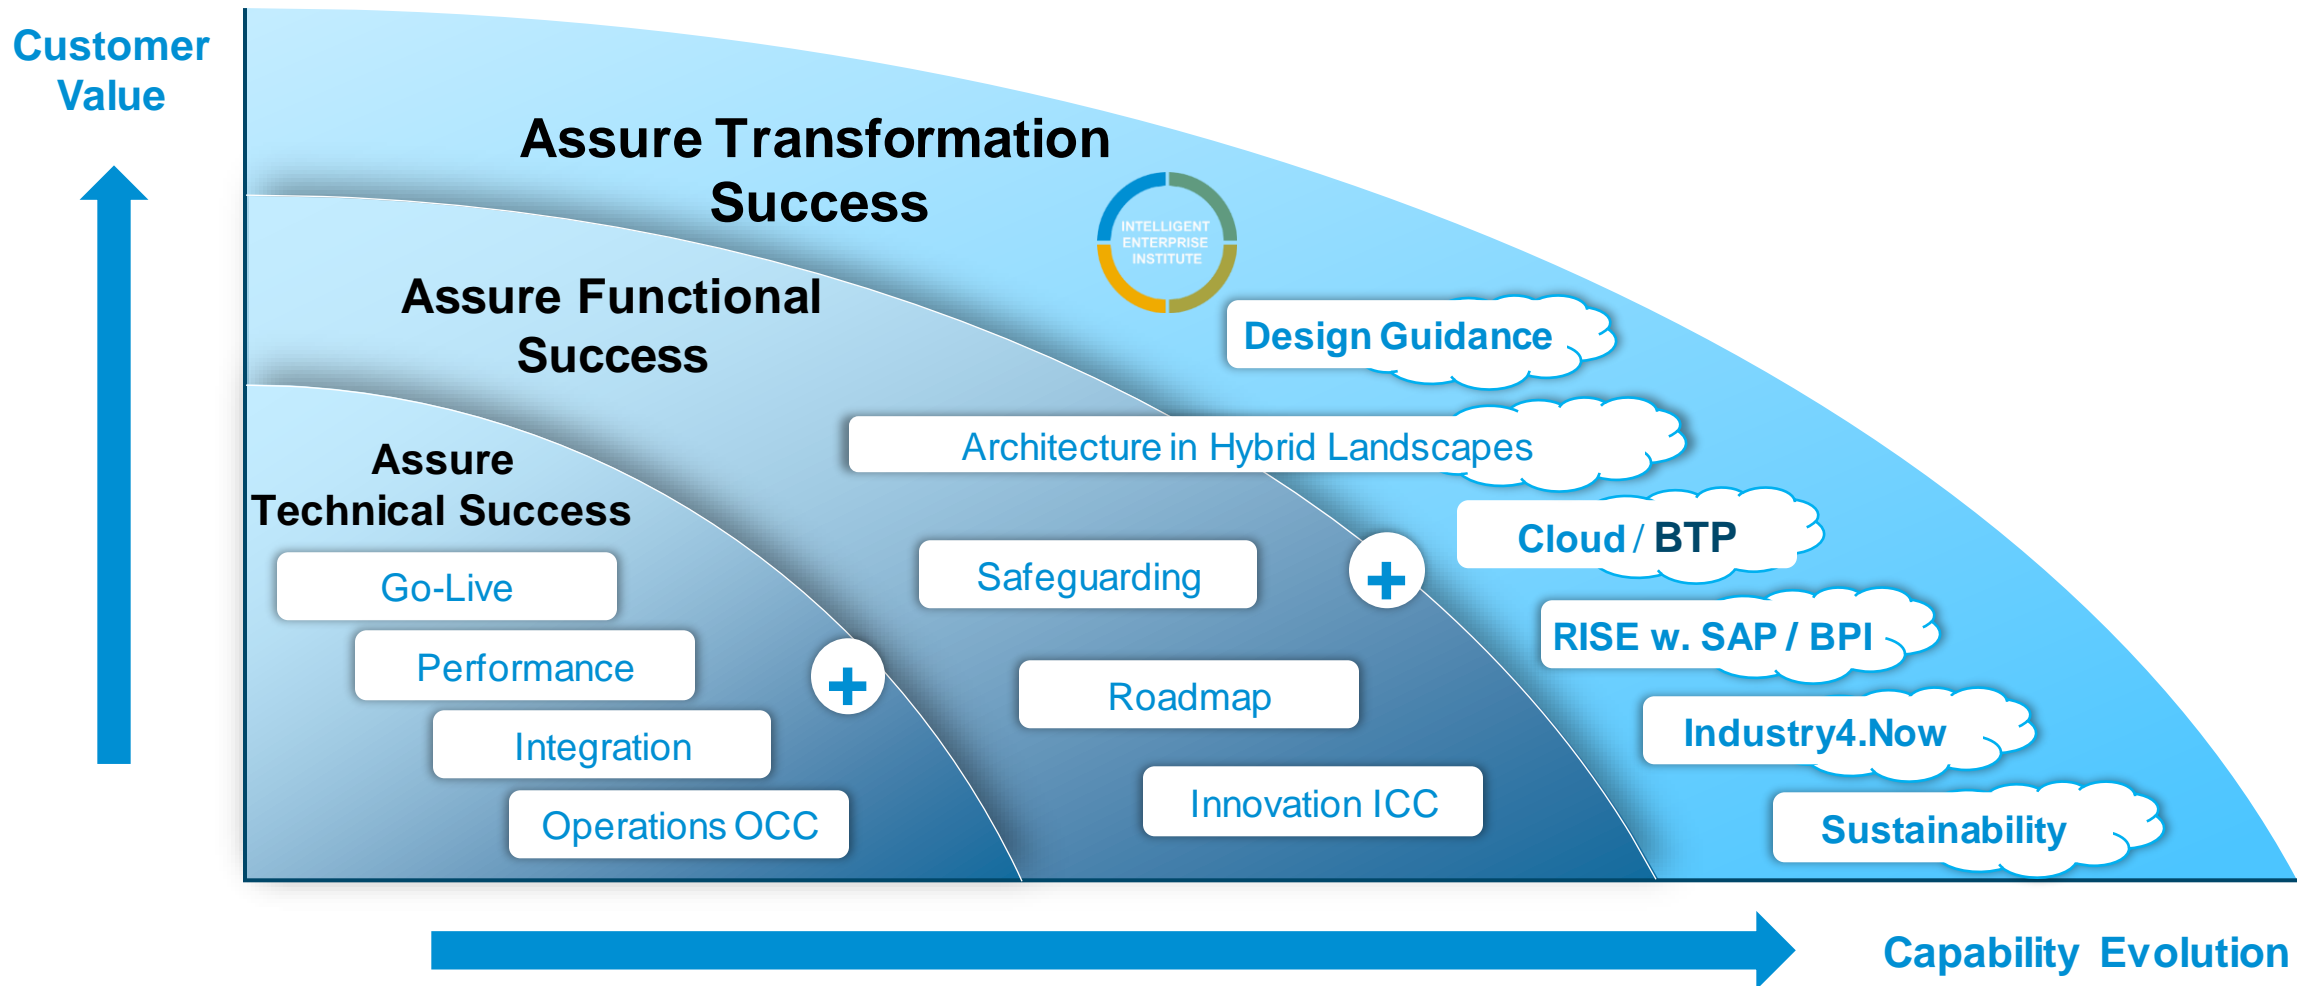 Customer
Value
Assure Transformation
Success
INTELLIGENT
ENTERPRISE
INSTITUTE
Assure Functional
Success
Design Guidance
Architecture in Hybrid Landscapes
Assure
Technical Success
Cloud / BTP
Go-Live
Safeguarding
+
Performance
RISE w. SAP / BPI
+
Roadmap
Integration
Industry4.Now
Operations OCC
Innovation ICC
Sustainability
Capability Evolution